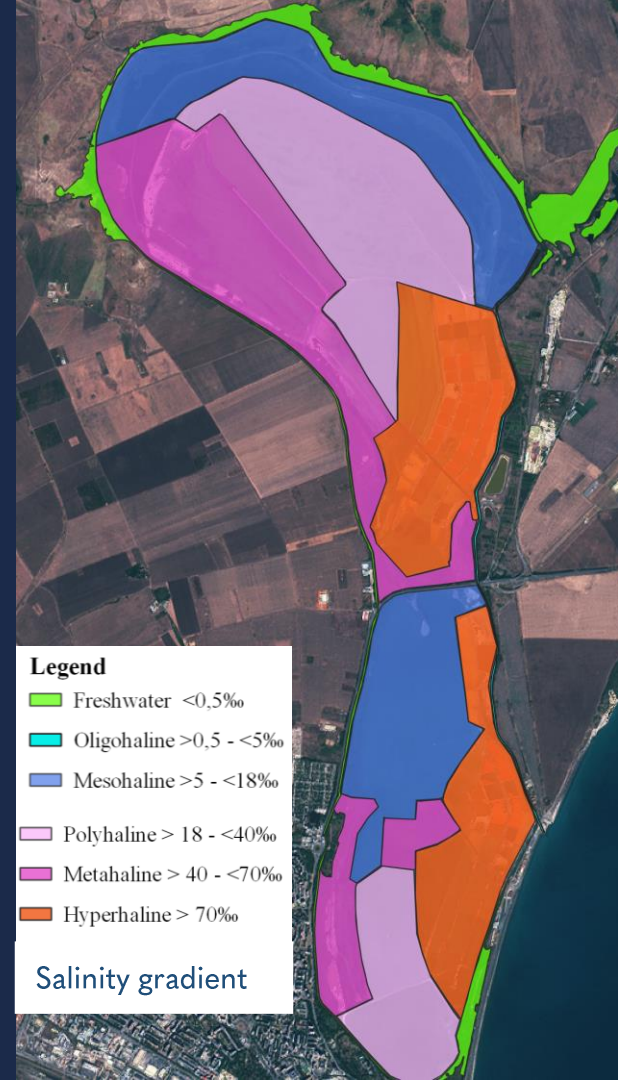 Legend
Freshwater <0,5‰
Oligohaline >0,5 - <5‰
Mesohaline >5 - <18‰
Polyhaline > 18 - <40‰
Metahaline > 40 - <70‰
Hyperhaline > 70‰
Salinity gradient